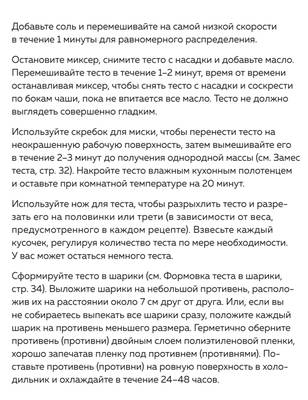 Добавьте соль и перемешивайте на самой низкой скорости
в течение 1 минуты для равномерного распределения.
Остановите миксер, снимите тесто с насадки и добавьте масло.
Перемешивайте тесто в течение 1–2 минут, время от времени
останавливая миксер, чтобы снять тесто с насадки и соскрести
по бокам чаши, пока не впитается все масло. Тесто не должно
выглядеть совершенно гладким.
Используйте скребок для миски, чтобы перенести тесто на
неокрашенную рабочую поверхность, затем вымешивайте его
в течение 2–3 минут до получения однородной массы (см. Замес
теста, стр. 32). Накройте тесто влажным кухонным полотенцем
и оставьте при комнатной температуре на 20 минут.
Используйте нож для теста, чтобы разрыхлить тесто и разре-
зать его на половинки или трети (в зависимости от веса,
предусмотренного в каждом рецепте). Взвесьте каждый
кусочек, регулируя количество теста по мере необходимости.
У вас может остаться немного теста.
Сформируйте тесто в шарики (см. Формовка теста в шарики,
стр. 34). Выложите шарики на небольшой противень, располо-
жив их на расстоянии около 7 см друг от друга. Или, если вы
не собираетесь выпекать все шарики сразу, положите каждый
шарик на противень меньшего размера. Герметично оберните
противень (противни) двойным слоем полиэтиленовой пленки,
хорошо запечатав пленку под противнем (противнями). По-
ставьте противень (противни) на ровную поверхность в холо-
дильник и охлаждайте в течение 24–48 часов.